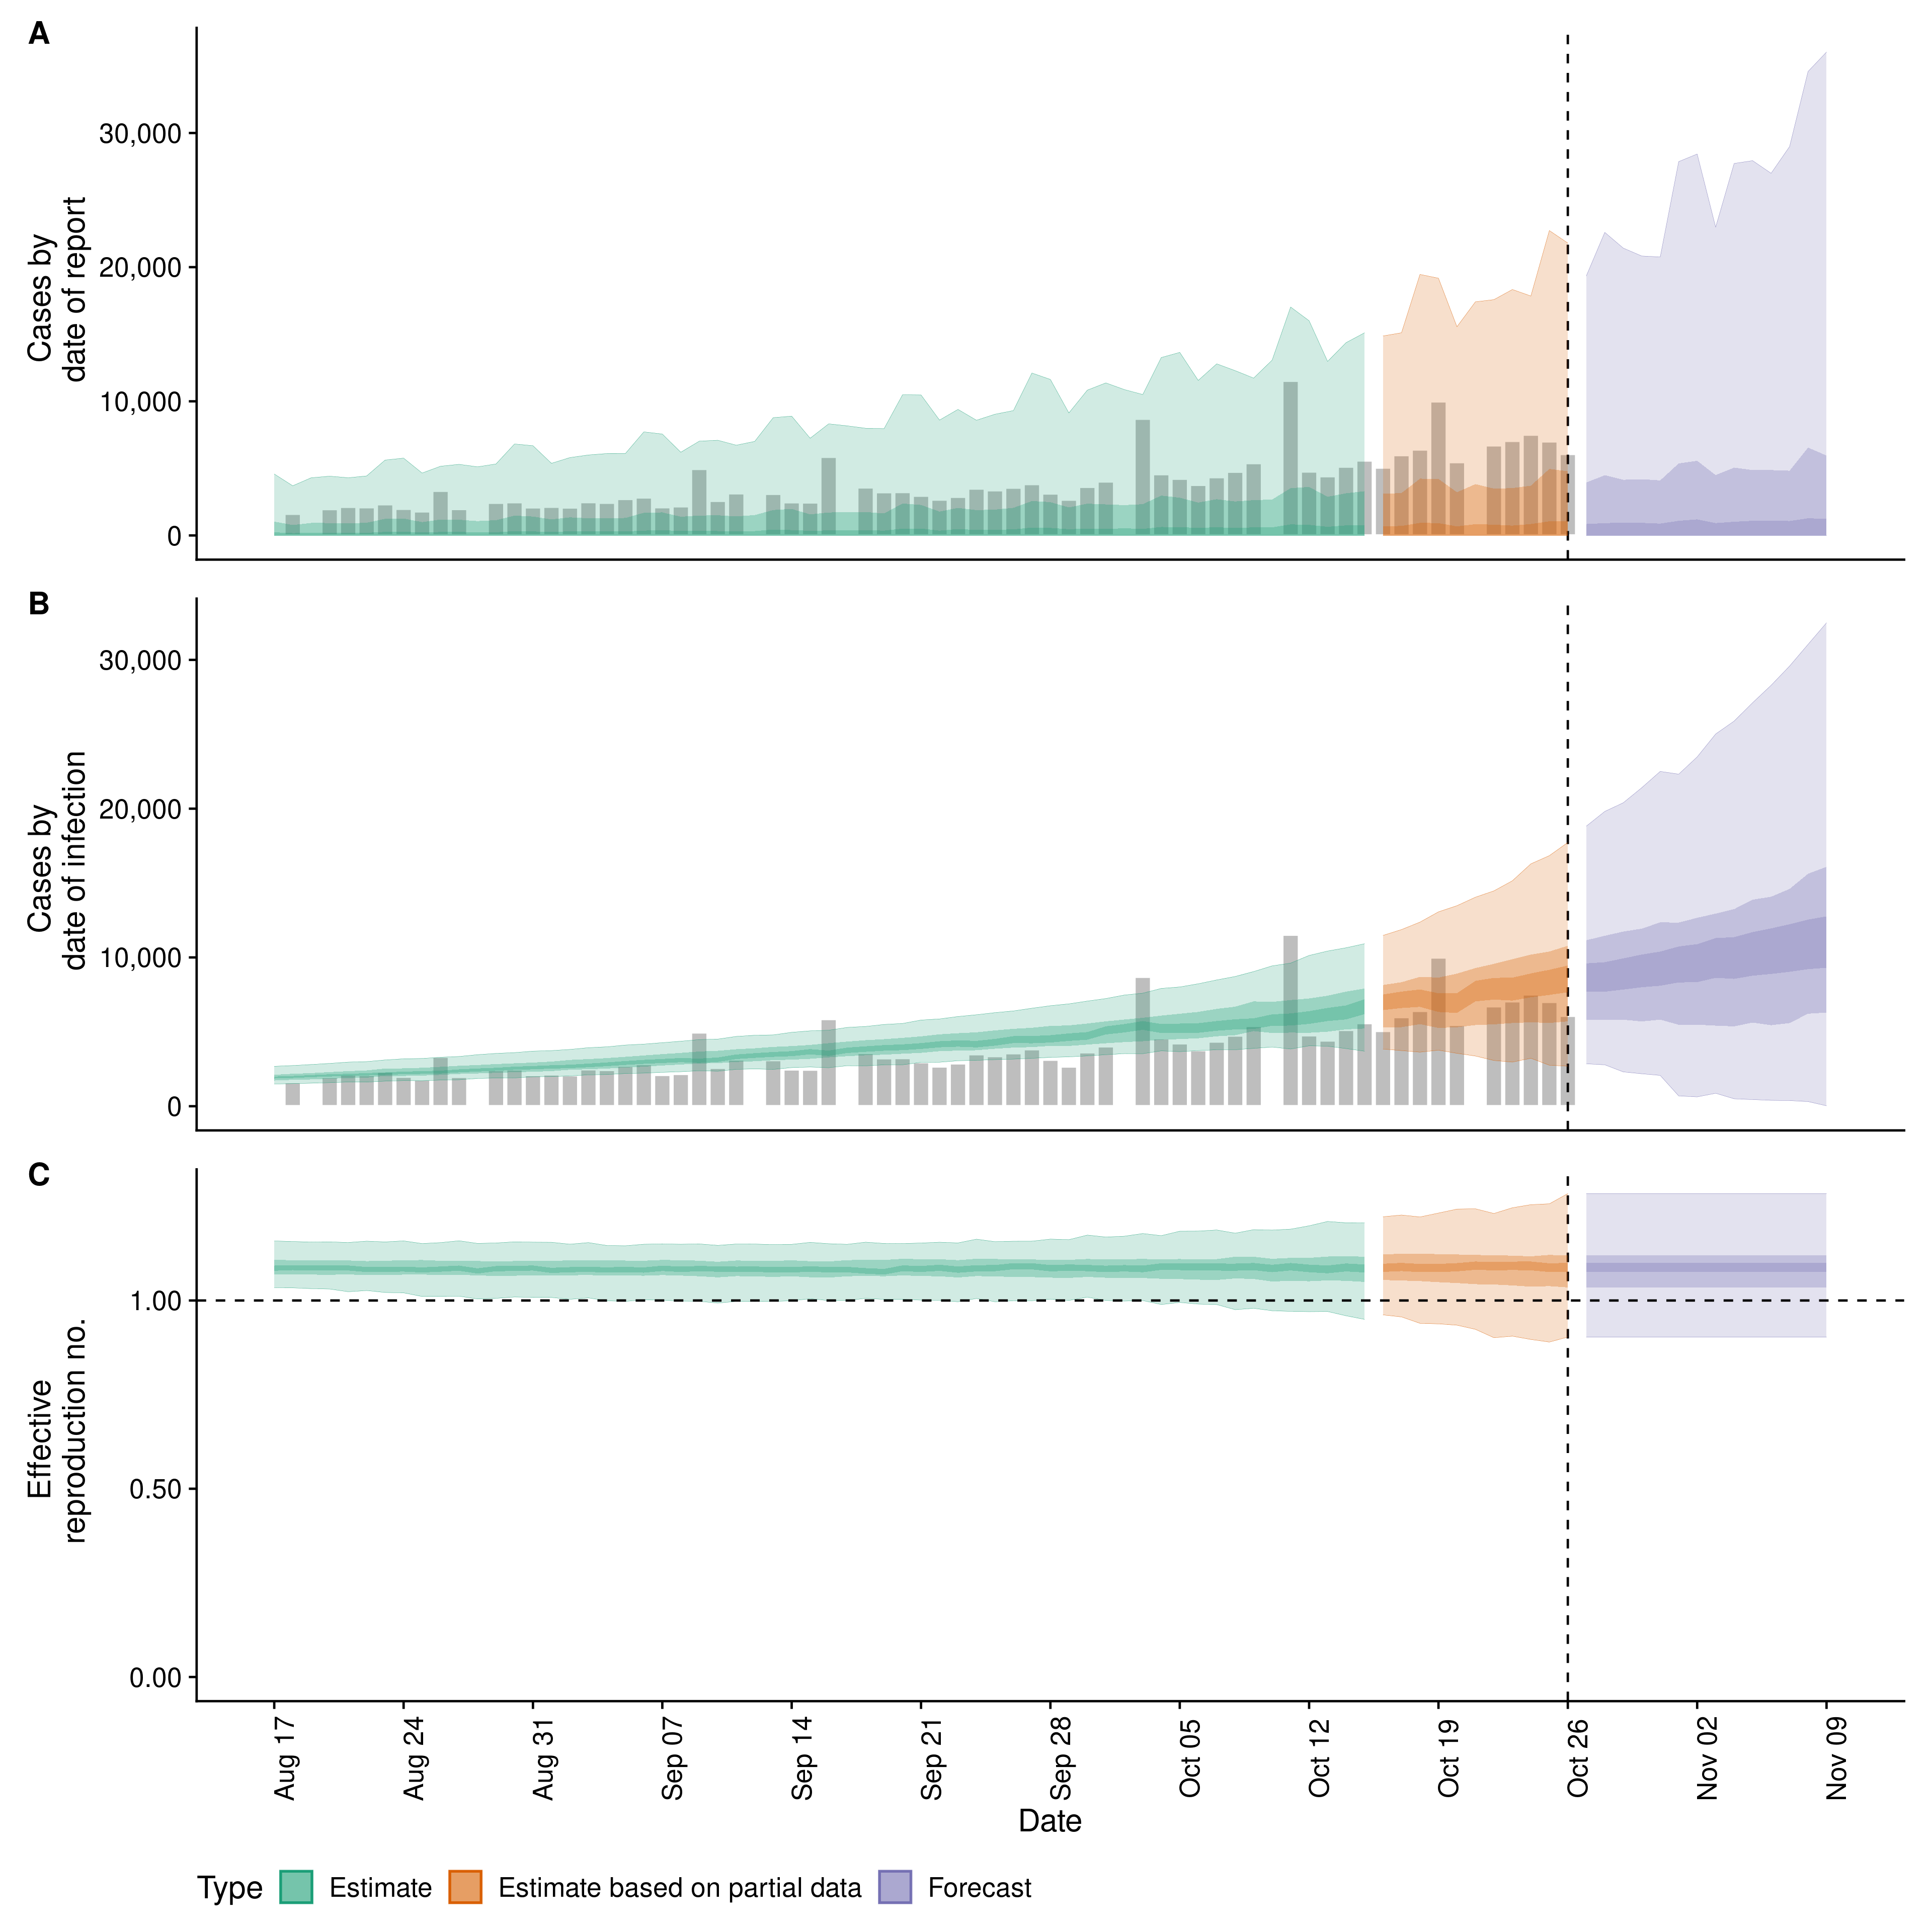 A
Cases by
date of report
30,000
20,000
10,000
0
B
Cases by
date of infection
30,000
20,000
10,000
0
C
Effective
reproduction no.
1.00
0.50
0.00
Aug 17
Aug 24
Aug 31
Sep 07
Sep 14
Sep 21
Sep 28
Oct 05
Oct 12
Oct 19
Oct 26
Nov 02
Nov 09
Date
Type Estimate Estimate based on partial data Forecast